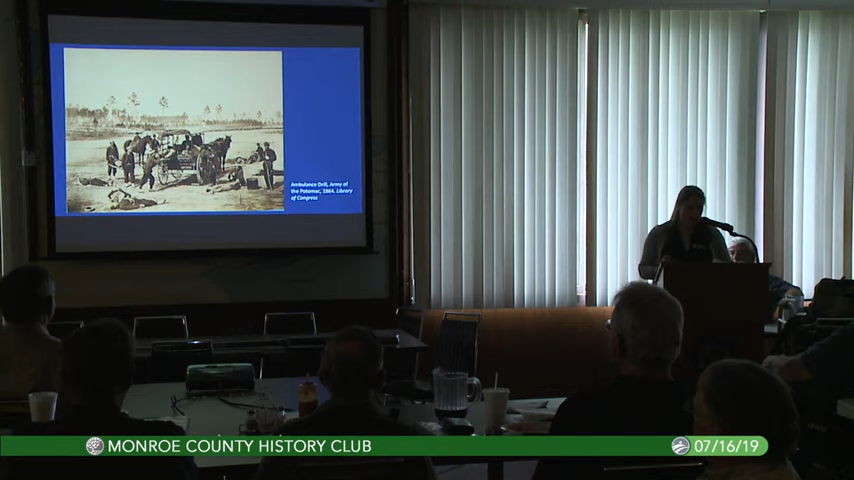 Ambulance Drill, Army of
the Potomac, 1864. Library
of Congress
MONROE COUNTY HISTORY CLUB
07/16/19